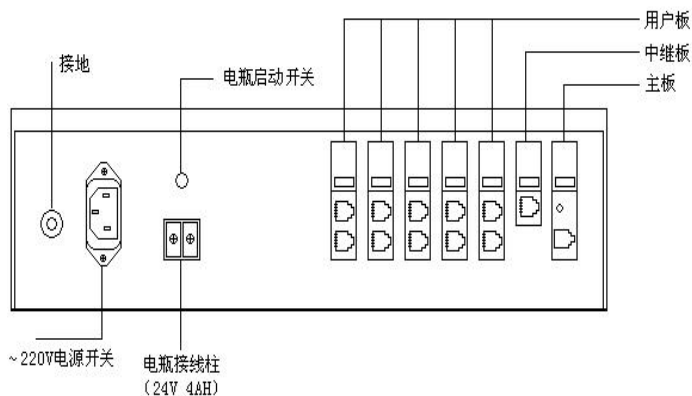 用户板
中继板
主板
接地
电瓶启动开关
~220V电源开关
电瓶接线柱
(24V 4AH)